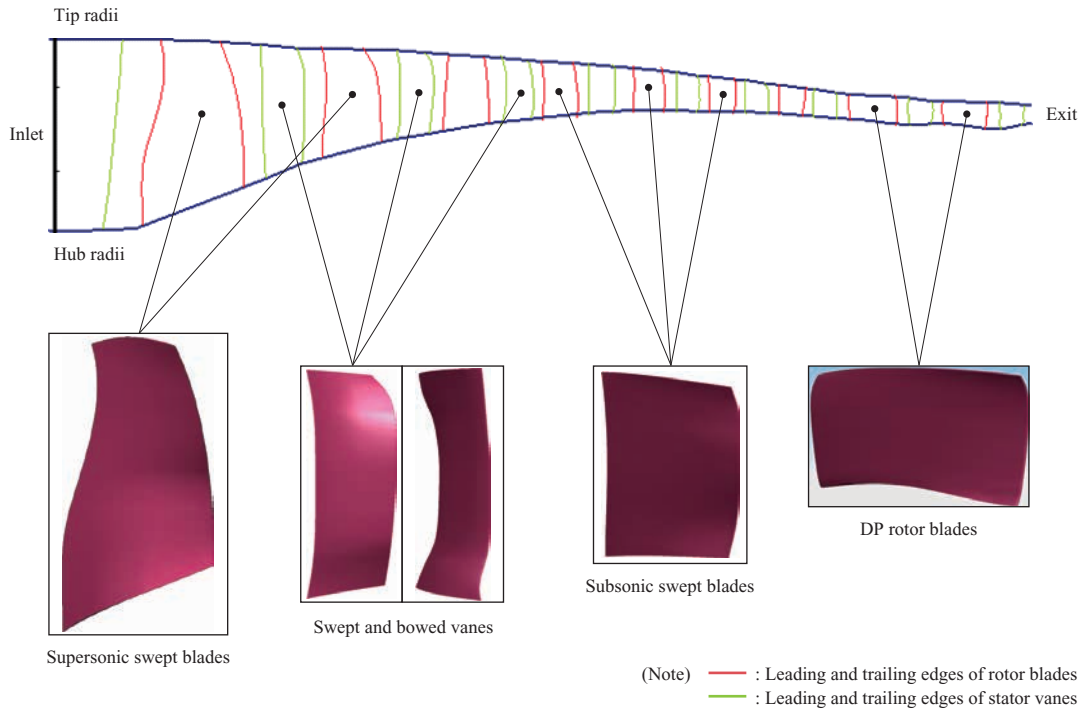 Tip radii
Inlet
Exit
Hub radii
DP rotor blades
Subsonic swept blades
Swept and bowed vanes
Supersonic swept blades
(Note) : Leading and trailing edges of rotor blades
: Leading and trailing edges of stator vanes